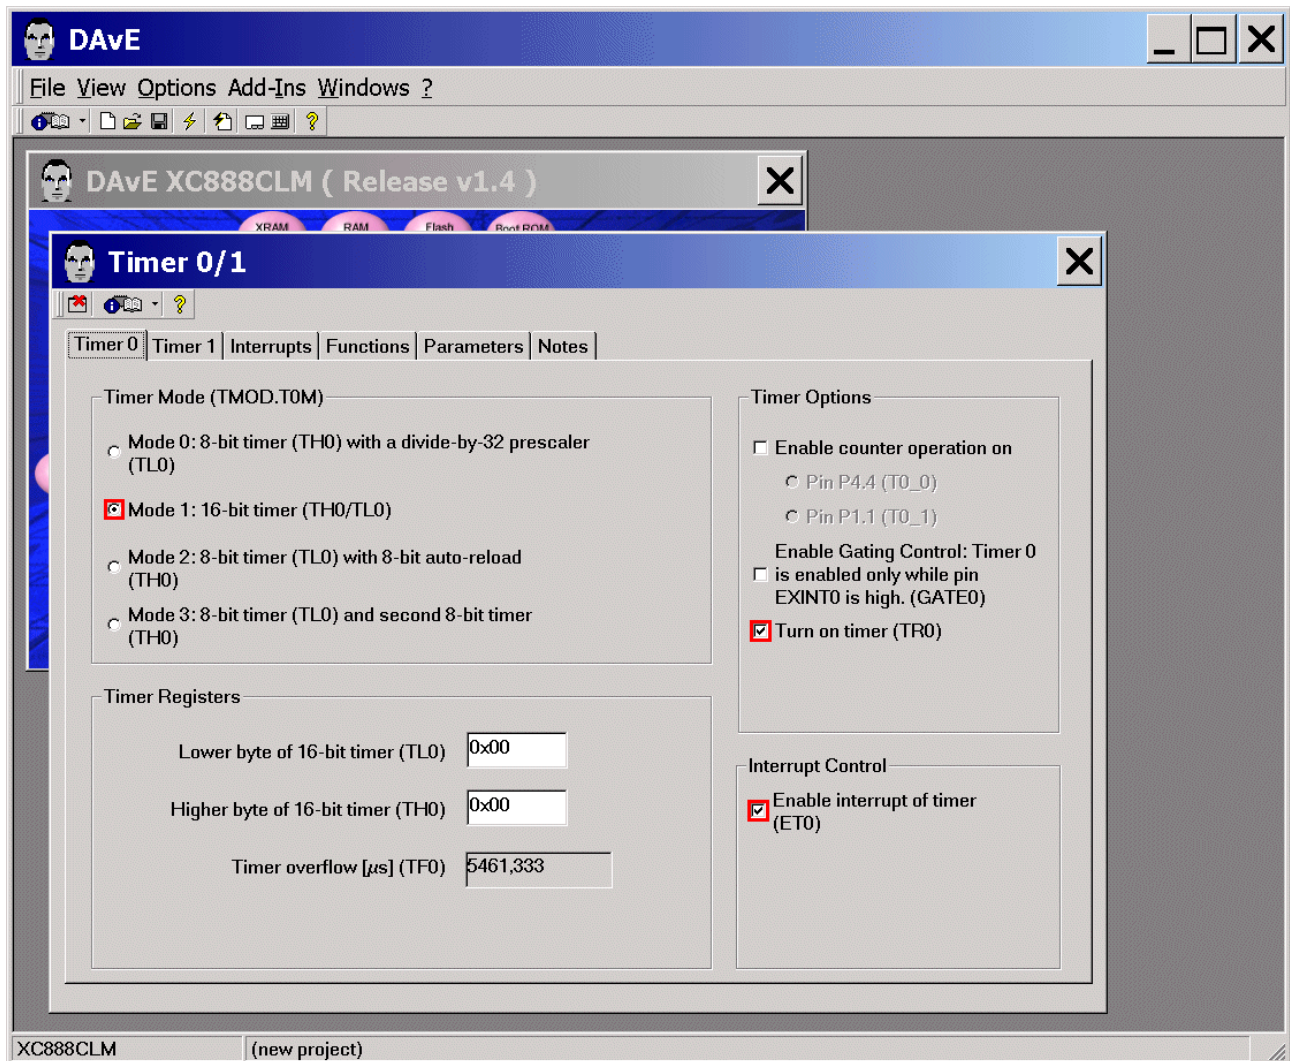 DAvE
File View Options Add-Ins Windows ?
DAvE XC888CLM ( Release v1.4 )
XRAM RAM Flash Boot ROM
Timer 0/1
Timer 0 Timer 1 Interrupts Functions Parameters Notes
Timer Mode (TMOD.T0M)
Mode 0: 8-bit timer (TH0) with a divide-by-32 prescaler
(TL0)
Mode 1: 16-bit timer (TH0/TL0)
Mode 2: 8-bit timer (TL0) with 8-bit auto-reload
(TH0)
Mode 3: 8-bit timer (TL0) and second 8-bit timer
(TH0)
Timer Registers
Lower byte of 16-bit timer (TL0) 0x00
Higher byte of 16-bit timer (TH0) 0x00
Timer overflow [µs] (TF0) 5461,333
Timer Options
Enable counter operation on
Pin P4.4 (T0_0)
Pin P1.1 (T0_1)
Enable Gating Control: Timer 0
is enabled only while pin
EXINT0 is high. (GATE0)
Turn on timer (TR0)
Interrupt Control
Enable interrupt of timer
(ET0)
XC888CLM (new project)